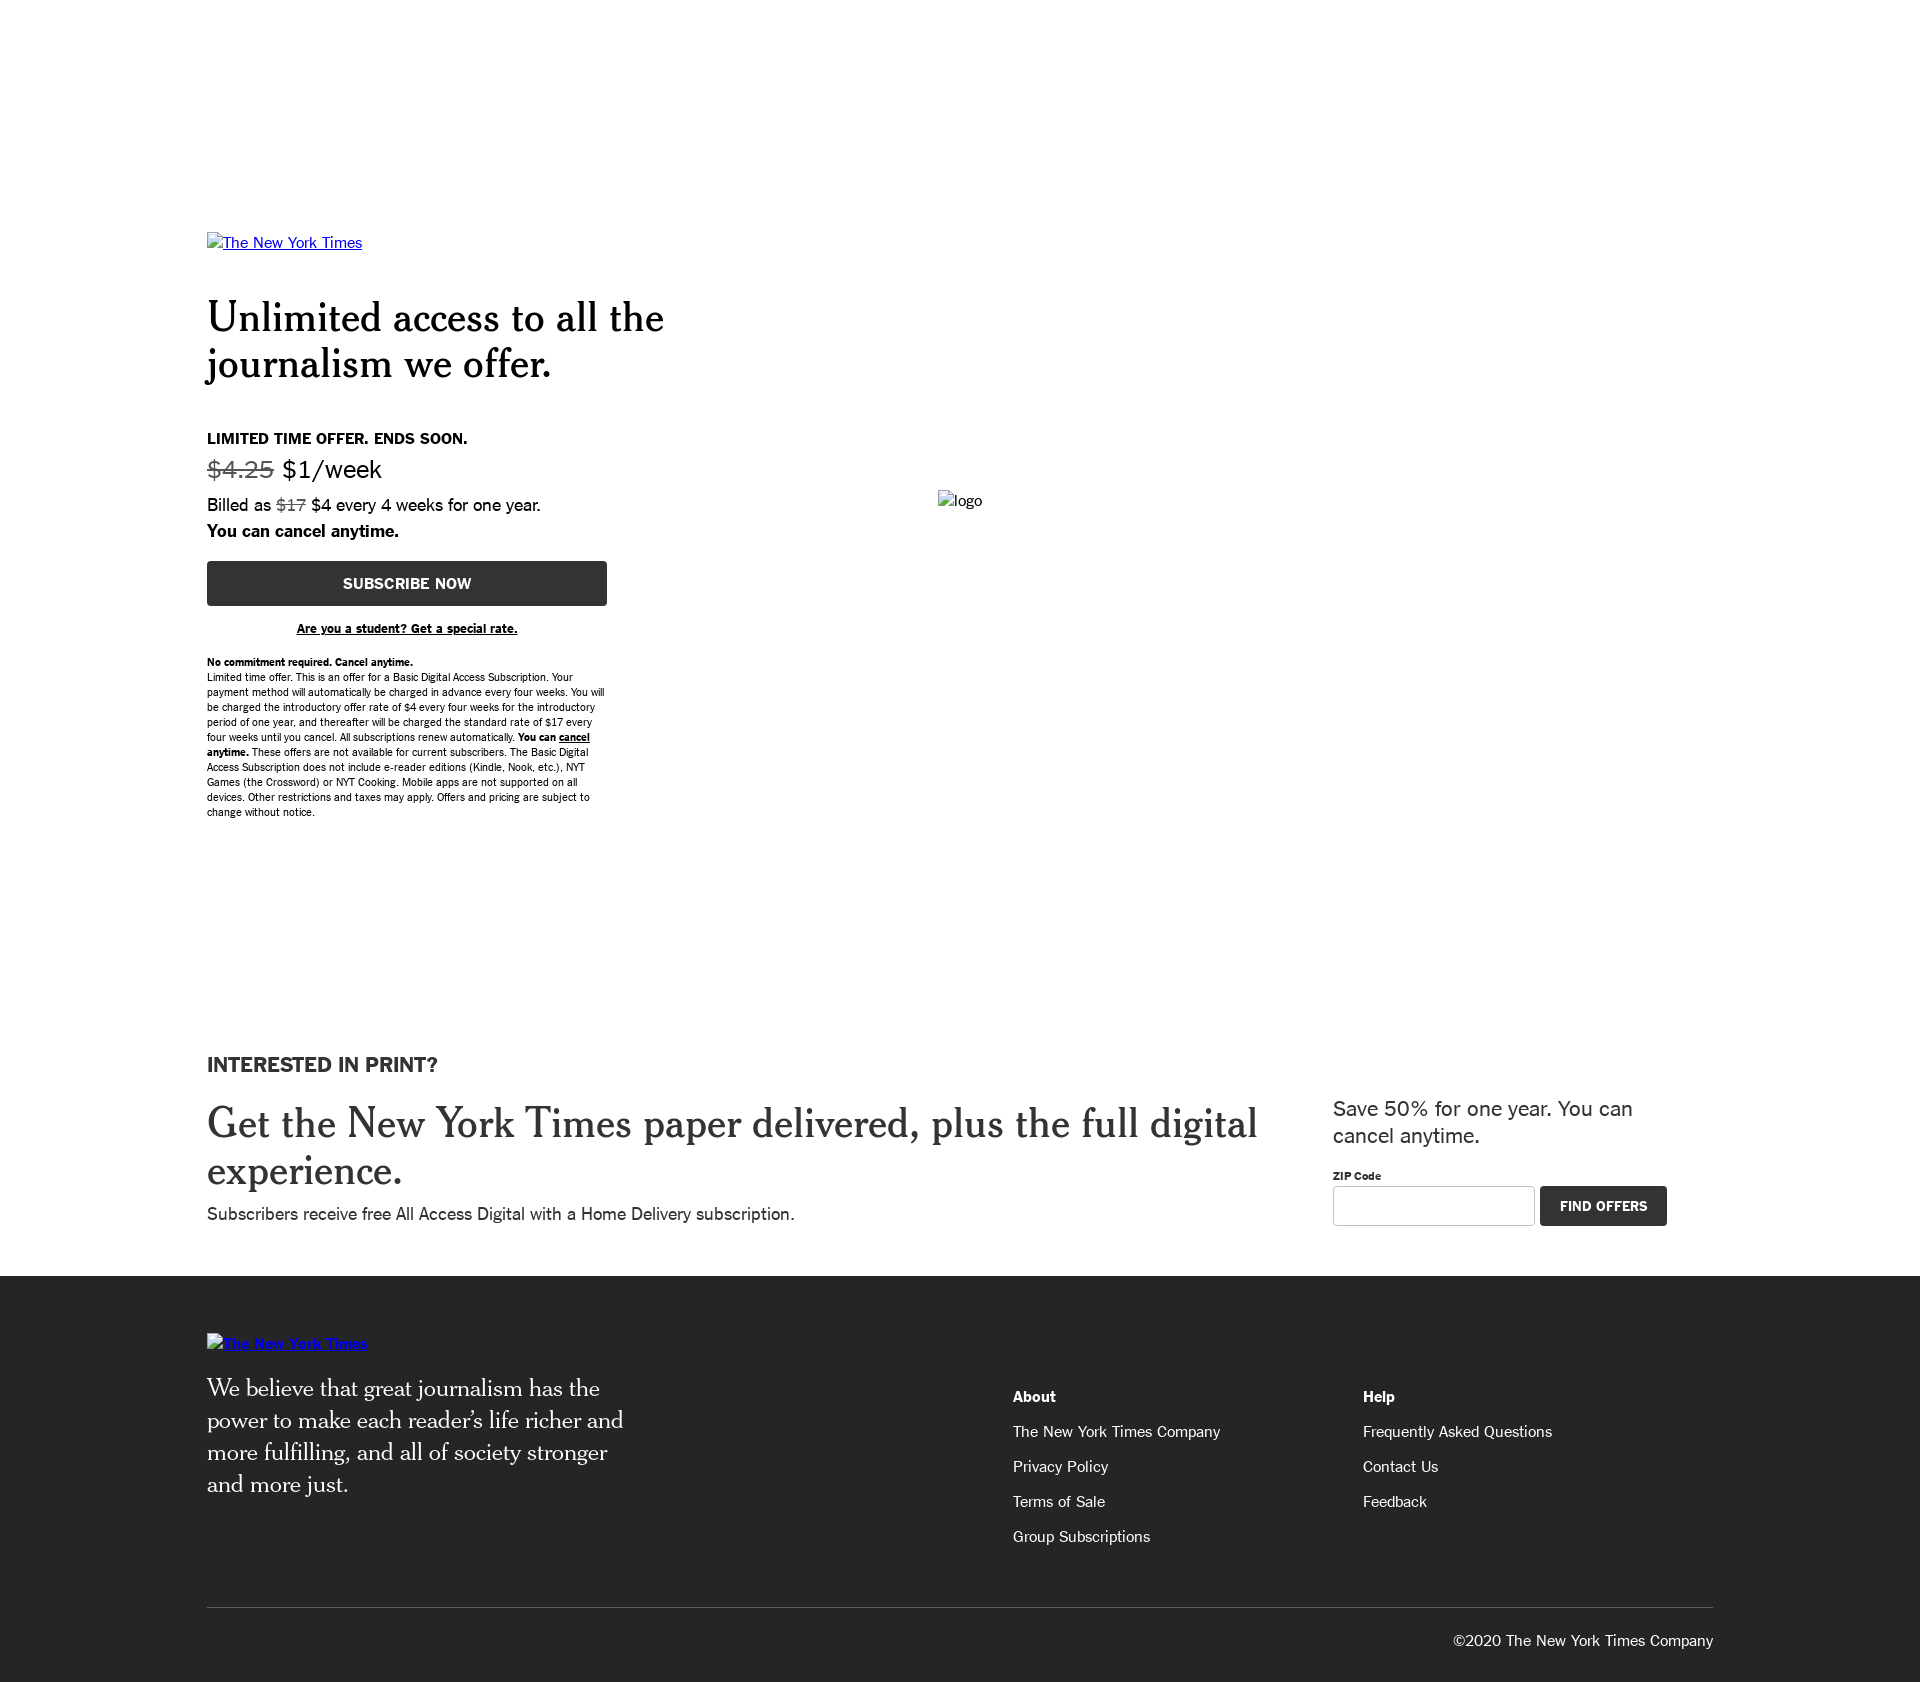 The New York Times
Unlimited access to all the
journalism we offer.
LIMITED TIME OFFER. ENDS SOON.
$4.25 $1/week
Billed as $17 $4 every 4 weeks for one year.
You can cancel anytime.
logo
SUBSCRIBE NOW
Are you a student? Get a special rate.
No commitment required. Cancel anytime.
Limited time offer. This is an offer for a Basic Digital Access Subscription. Your
payment method will automatically be charged in advance every four weeks. You will
be charged the introductory offer rate of $4 every four weeks for the introductory
period of one year, and thereafter will be charged the standard rate of $17 every
four weeks until you cancel. All subscriptions renew automatically. You can cancel
anytime. These offers are not available for current subscribers. The Basic Digital
Access Subscription does not include e-reader editions (Kindle, Nook, etc.), NYT
Games (the Crossword) or NYT Cooking. Mobile apps are not supported on all
devices. Other restrictions and taxes may apply. Offers and pricing are subject to
change without notice.
INTERESTED IN PRINT?
Get the New York Times paper delivered, plus the full digital
experience.
Subscribers receive free All Access Digital with a Home Delivery subscription.
Save 50% for one year. You can
cancel anytime.
ZIP Code
FIND OFFERS
The New York Times
We believe that great journalism has the
power to make each reader’s life richer and
more fulfilling, and all of society stronger
and more just.
About
The New York Times Company
Privacy Policy
Terms of Sale
Group Subscriptions
Help
Frequently Asked Questions
Contact Us
Feedback
©2020 The New York Times Company